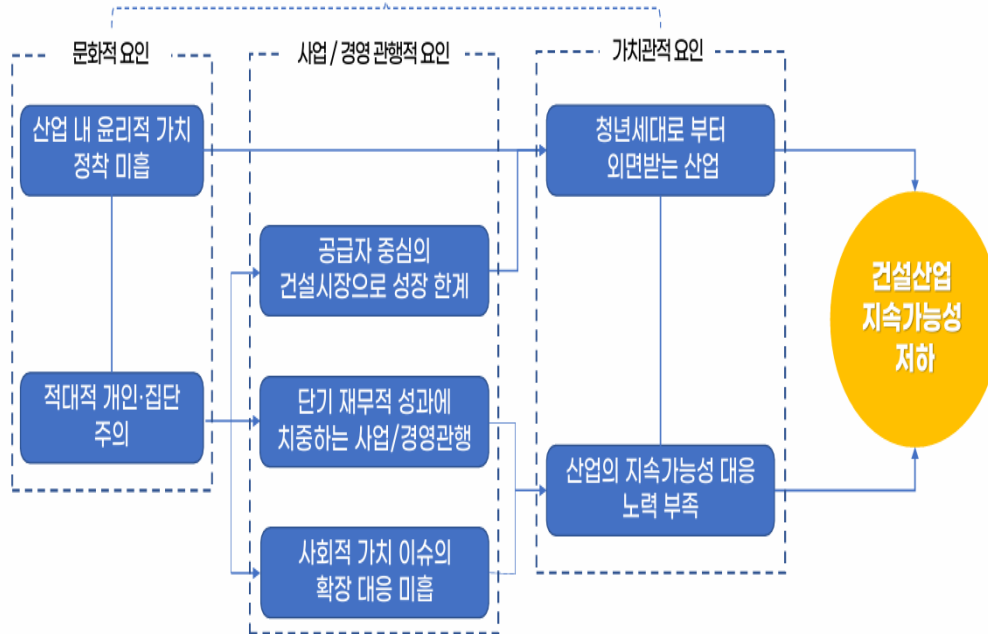 문화적 요인
사업 / 경영 관행적 요인
가치관적 요인
산업 내 윤리적 가치
정착 미흡
청년세대로 부터
외면받는 산업
공급자 중심의
건설시장으로 성장 한계
건설산업
지속가능성
저하
적대적 개인·집단
주의
단기 재무적 성과에
치중하는 사업/경영관행
산업의 지속가능성 대응
노력 부족
사회적 가치 이슈의
확장 대응 미흡